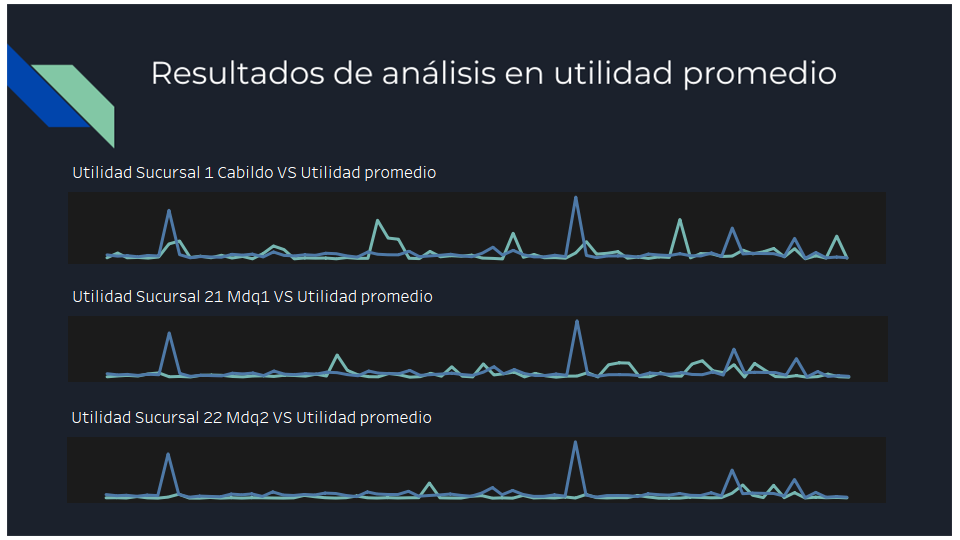 Resultados de análisis en utilidad promedio
Utilidad Sucursal 1 Cabildo VS Utilidad promedio
Utilidad Sucursal 21 Mdq1 VS Utilidad promedio
Utilidad Sucursal 22 Mdq2 VS Utilidad promedio